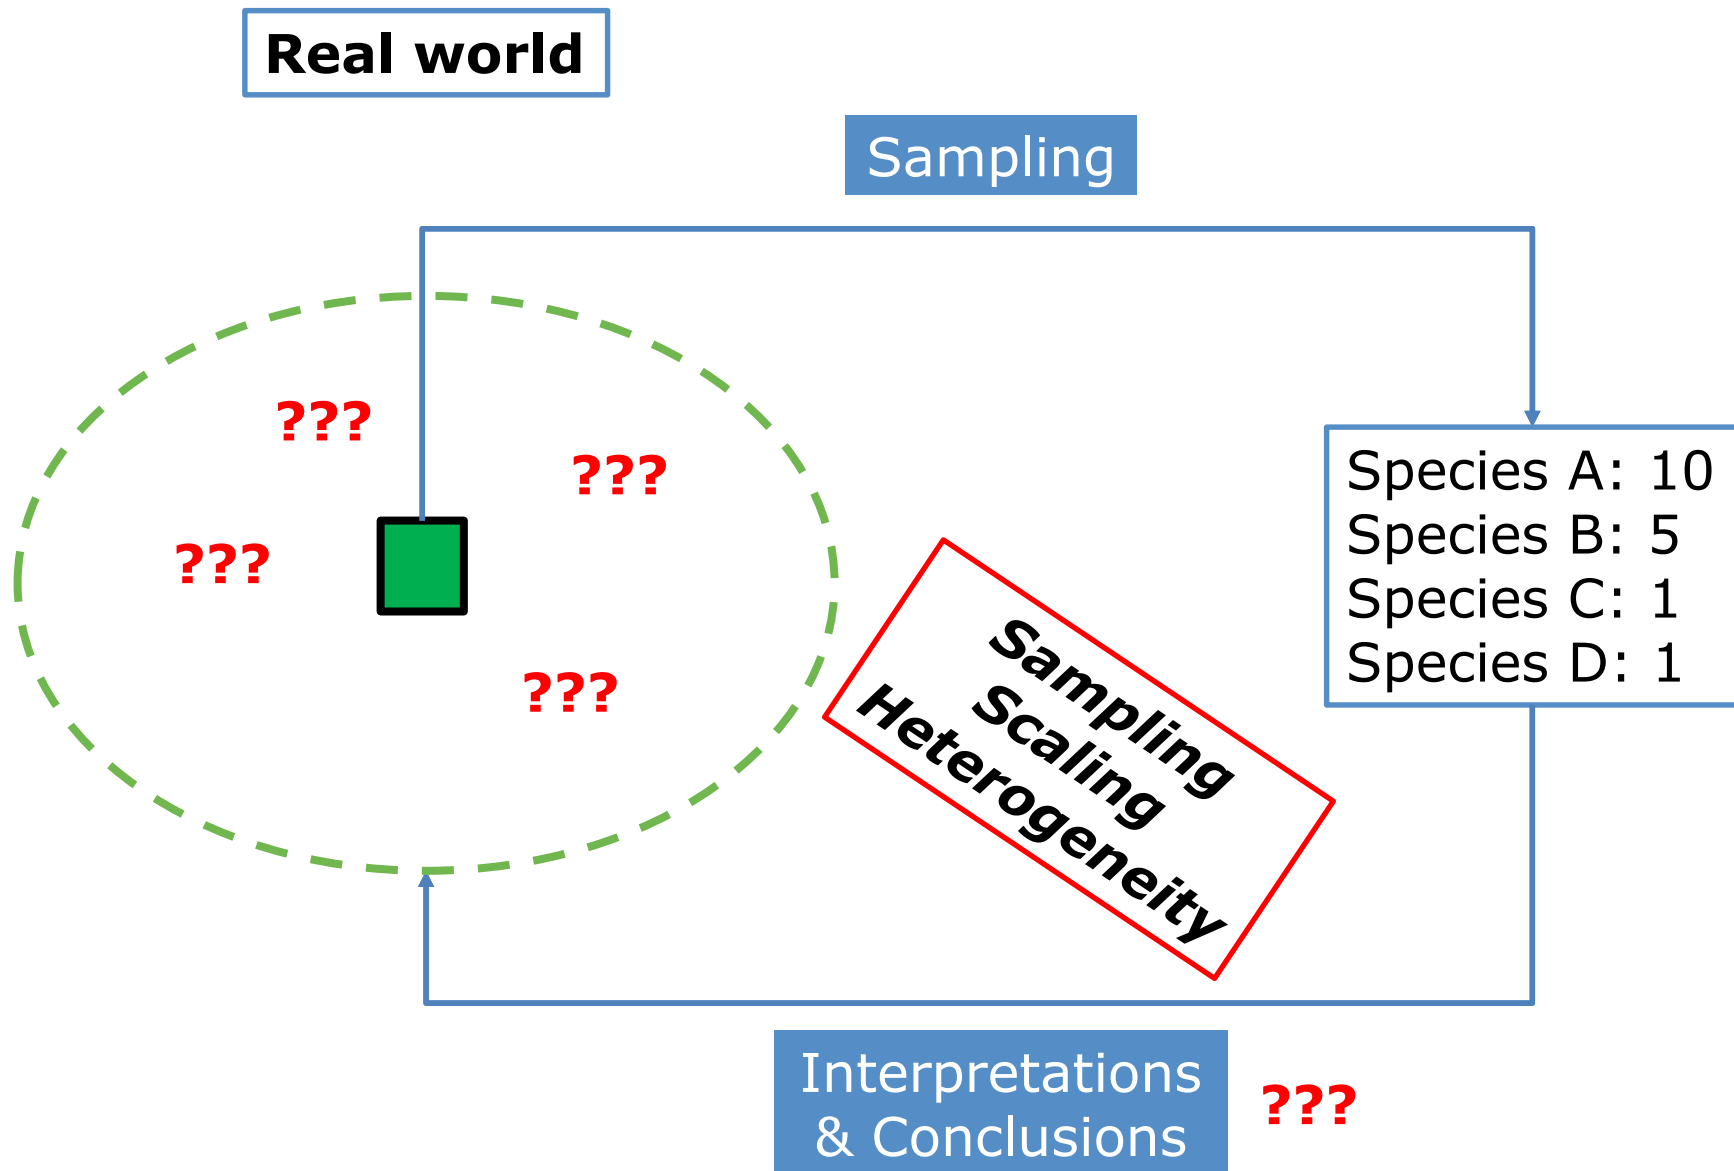 Real world
Sampling
???
???
???
???
Species A: 10
Species B: 5
Species C: 1
Species D: 1
Sampling
Scaling
Heterogeneity
Interpretations
& Conclusions
???